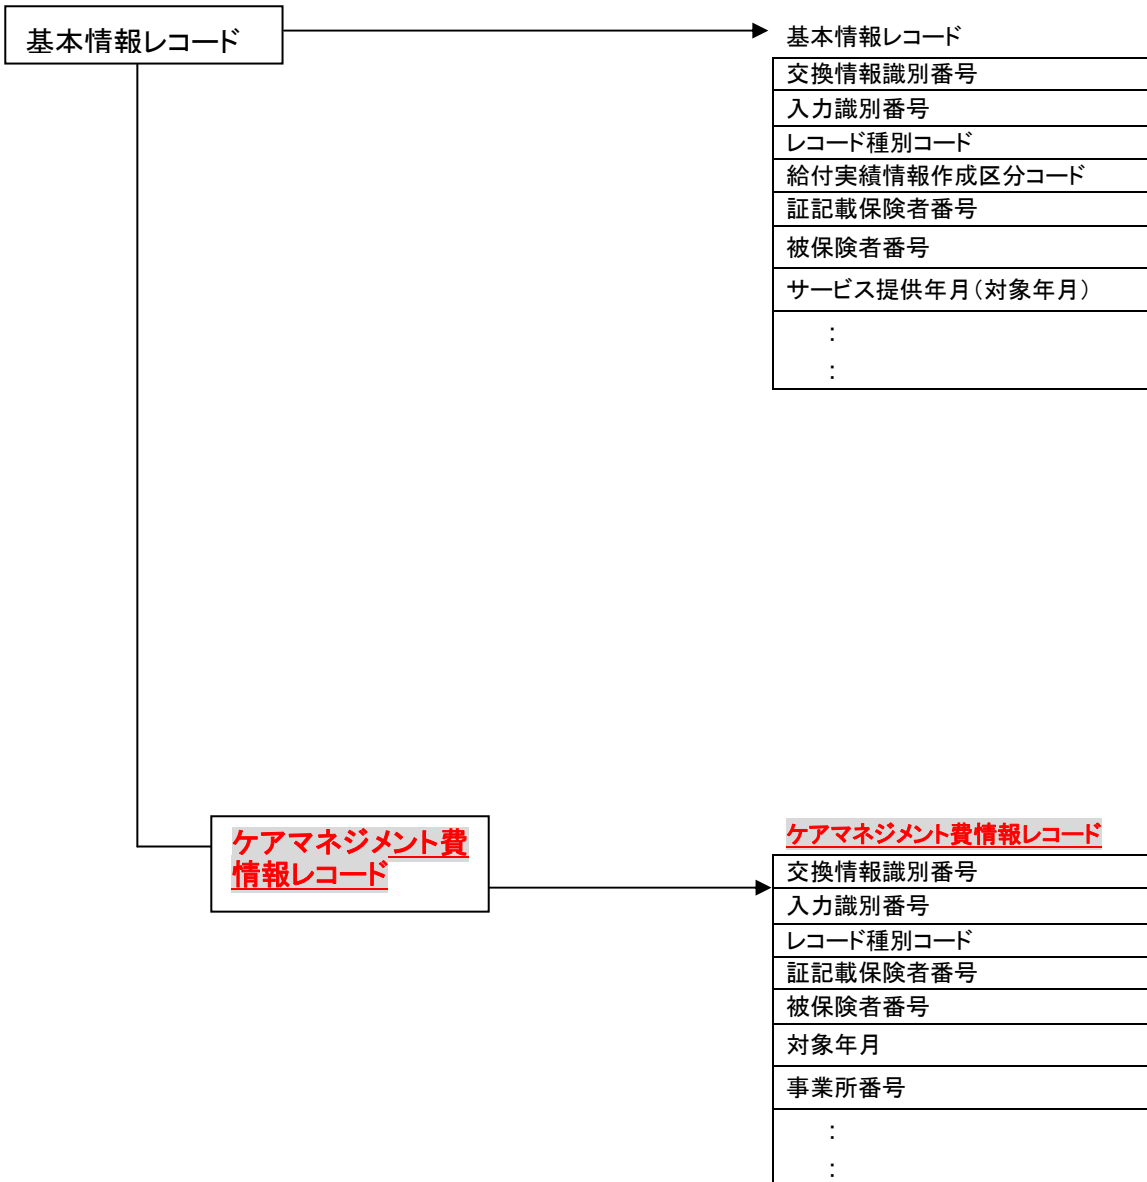 基本情報レコード
基本情報レコード
交換情報識別番号
入力識別番号
レコード種別コード
給付実績情報作成区分コード
証記載保険者番号
被保険者番号
サービス提供年月(対象年月)
:
:
ケアマネジメント費
情報レコード
ケアマネジメント費情報レコード
交換情報識別番号
入力識別番号
レコード種別コード
証記載保険者番号
被保険者番号
対象年月
事業所番号
:
: